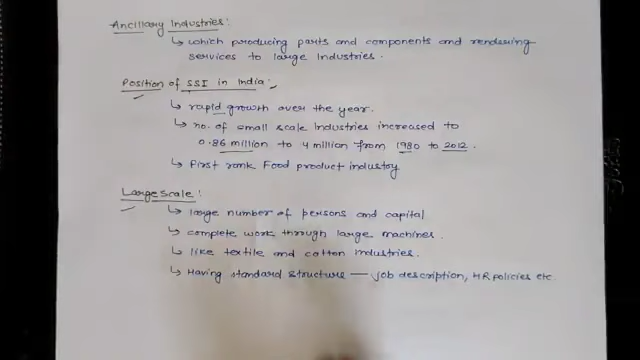 Ancillary Industries:
↳ which producing parts and components and rendering
services to large Industries.
Position of SSI in India:
↳ rapid growth over the year.
↳ no. of small scale Industries increased to
0.86 million to 4 million from 1980 to 2012.
↳ First rank Food product industry
Large Scale:
↳ large number of persons and capital
↳ complete work through large machines.
↳ like textile and cotton industries.
↳ Having standard structure — job description, HR policies etc.